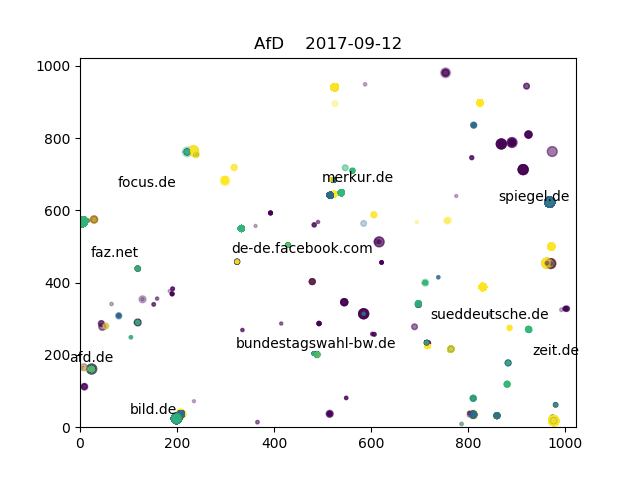 AfD    2017-09-12
1000
800
600
400
200
0
focus.de
merkur.de
spiegel.de
faz.net
de-de.facebook.com
sueddeutsche.de
bundestagswahl-bw.de
zeit.de
afd.de
bild.de
0 200 400 600 800 1000